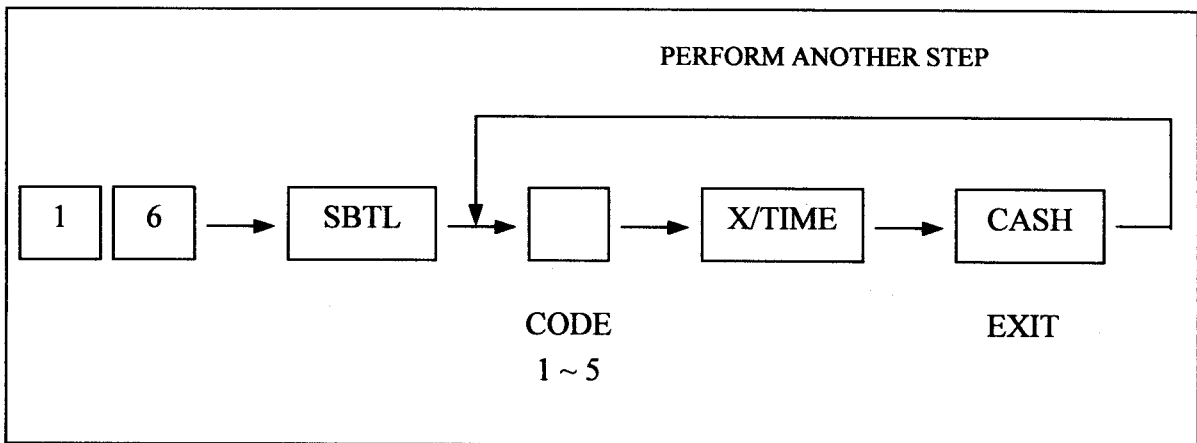 PERFORM ANOTHER STEP
1 6 SBTL X/TIME CASH
CODE EXIT
1 ~ 5